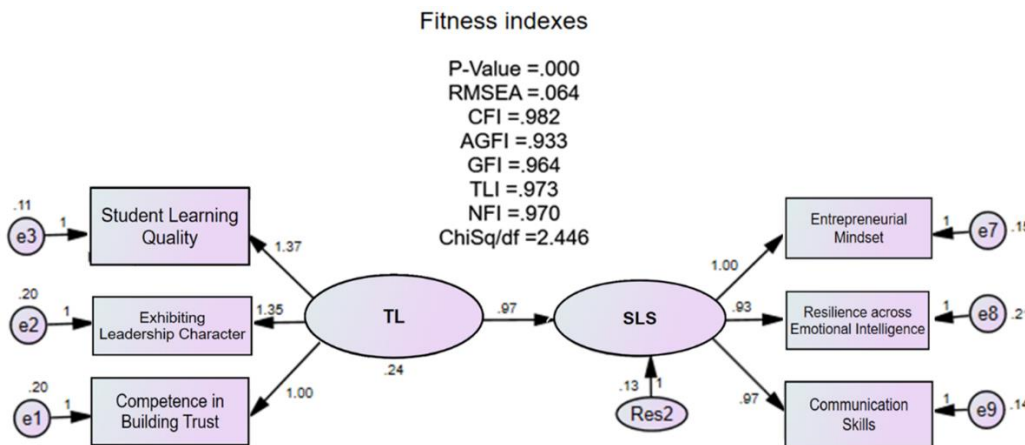 Fitness indexes
P-Value =.000
RMSEA =.064
CFI =.982
AGFI =.933
GFI =.964
TLI =.973
NFI =.970
ChiSq/df =2.446
.11
e3
1
Student Learning
Quality
1.37
.20
e2
1
Exhibiting
Leadership Character
1.35
.20
e1
1
Competence in
Building Trust
1.00
TL
.24
.97
SLS
.13
1
Res2
1.00
Entrepreneurial
Mindset
1
e7
.93
Resilience across
Emotional Intelligence
1
e8
.97
Communication
Skills
1
e9
.14